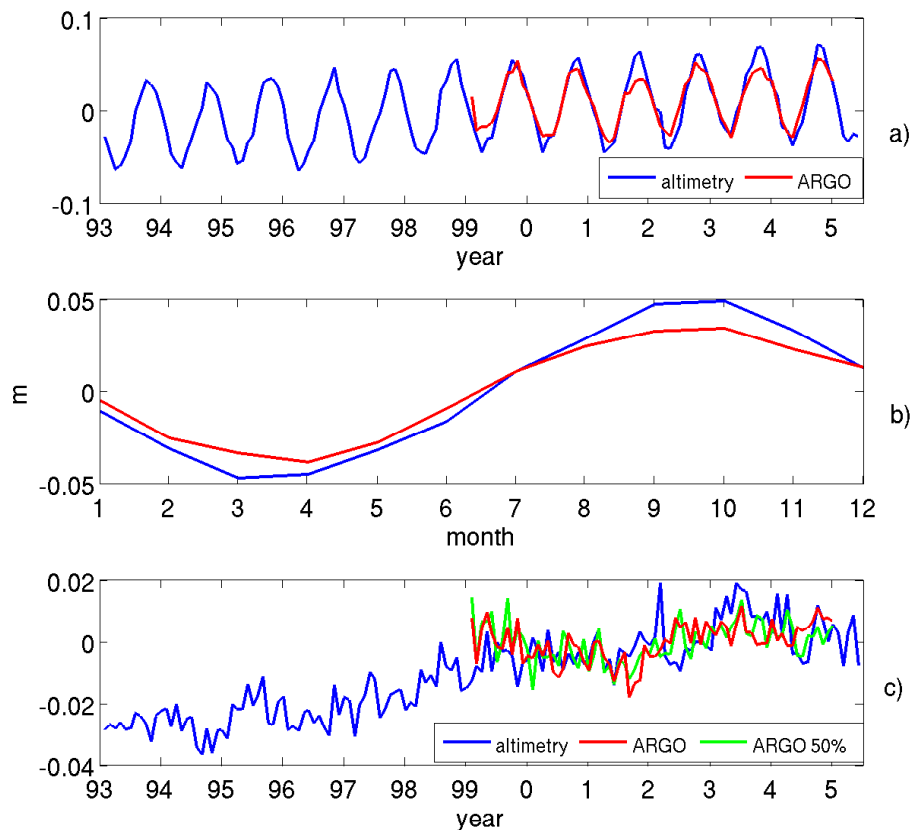 0.1
0
-0.1
93 94 95 96 97 98 99 0 1 2 3 4 5
year
altimetry ARGO
a)
0.05
0
-0.05
m
1 2 3 4 5 6 7 8 9 10 11 12
month
b)
0.02
0
-0.02
-0.04
93 94 95 96 97 98 99 0 1 2 3 4 5
year
altimetry ARGO ARGO 50%
c)